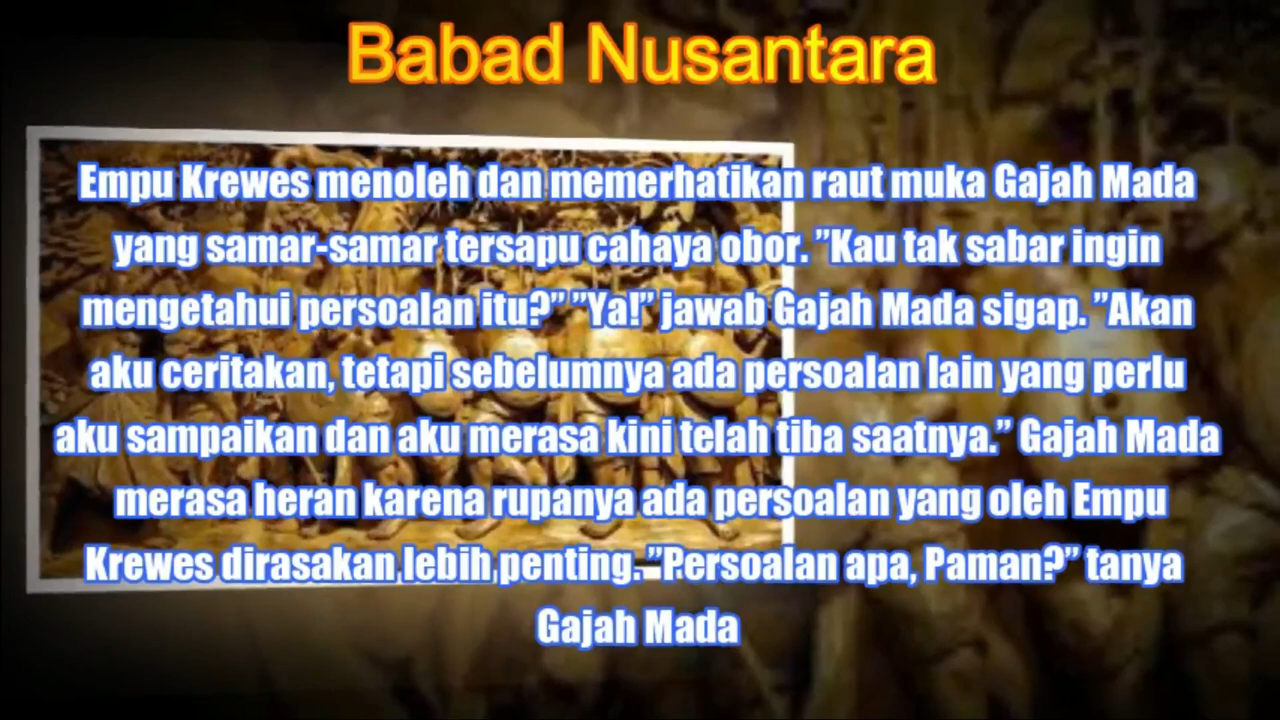 Babad Nusantara
Empu Krewes menoleh dan memerhatikan raut muka Gajah Mada
yang samar-samar tersapu cahaya obor. ”Kau tak sabar ingin
mengetahui persoalan itu?” ”Ya!” jawab Gajah Mada sigap. ”Akan
aku ceritakan, tetapi sebelumnya ada persoalan lain yang perlu
aku sampaikan dan aku merasa kini telah tiba saatnya.” Gajah Mada
merasa heran karena rupanya ada persoalan yang oleh Empu
Krewes dirasakan lebih penting. ”Persoalan apa, Paman?” tanya
Gajah Mada